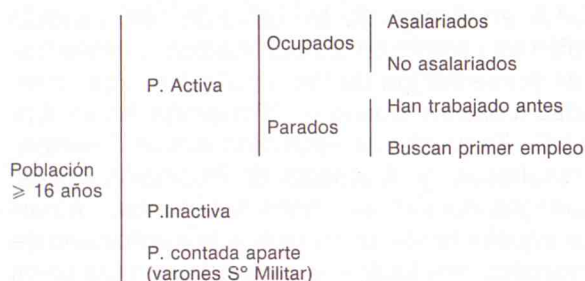 Asalariados
Ocupados
No asalariados
P. Activa
Han trabajado antes
Parados
Buscan primer empleo
Población
≥ 16 años
P.Inactiva
P. contada aparte
(varones Sº Militar)